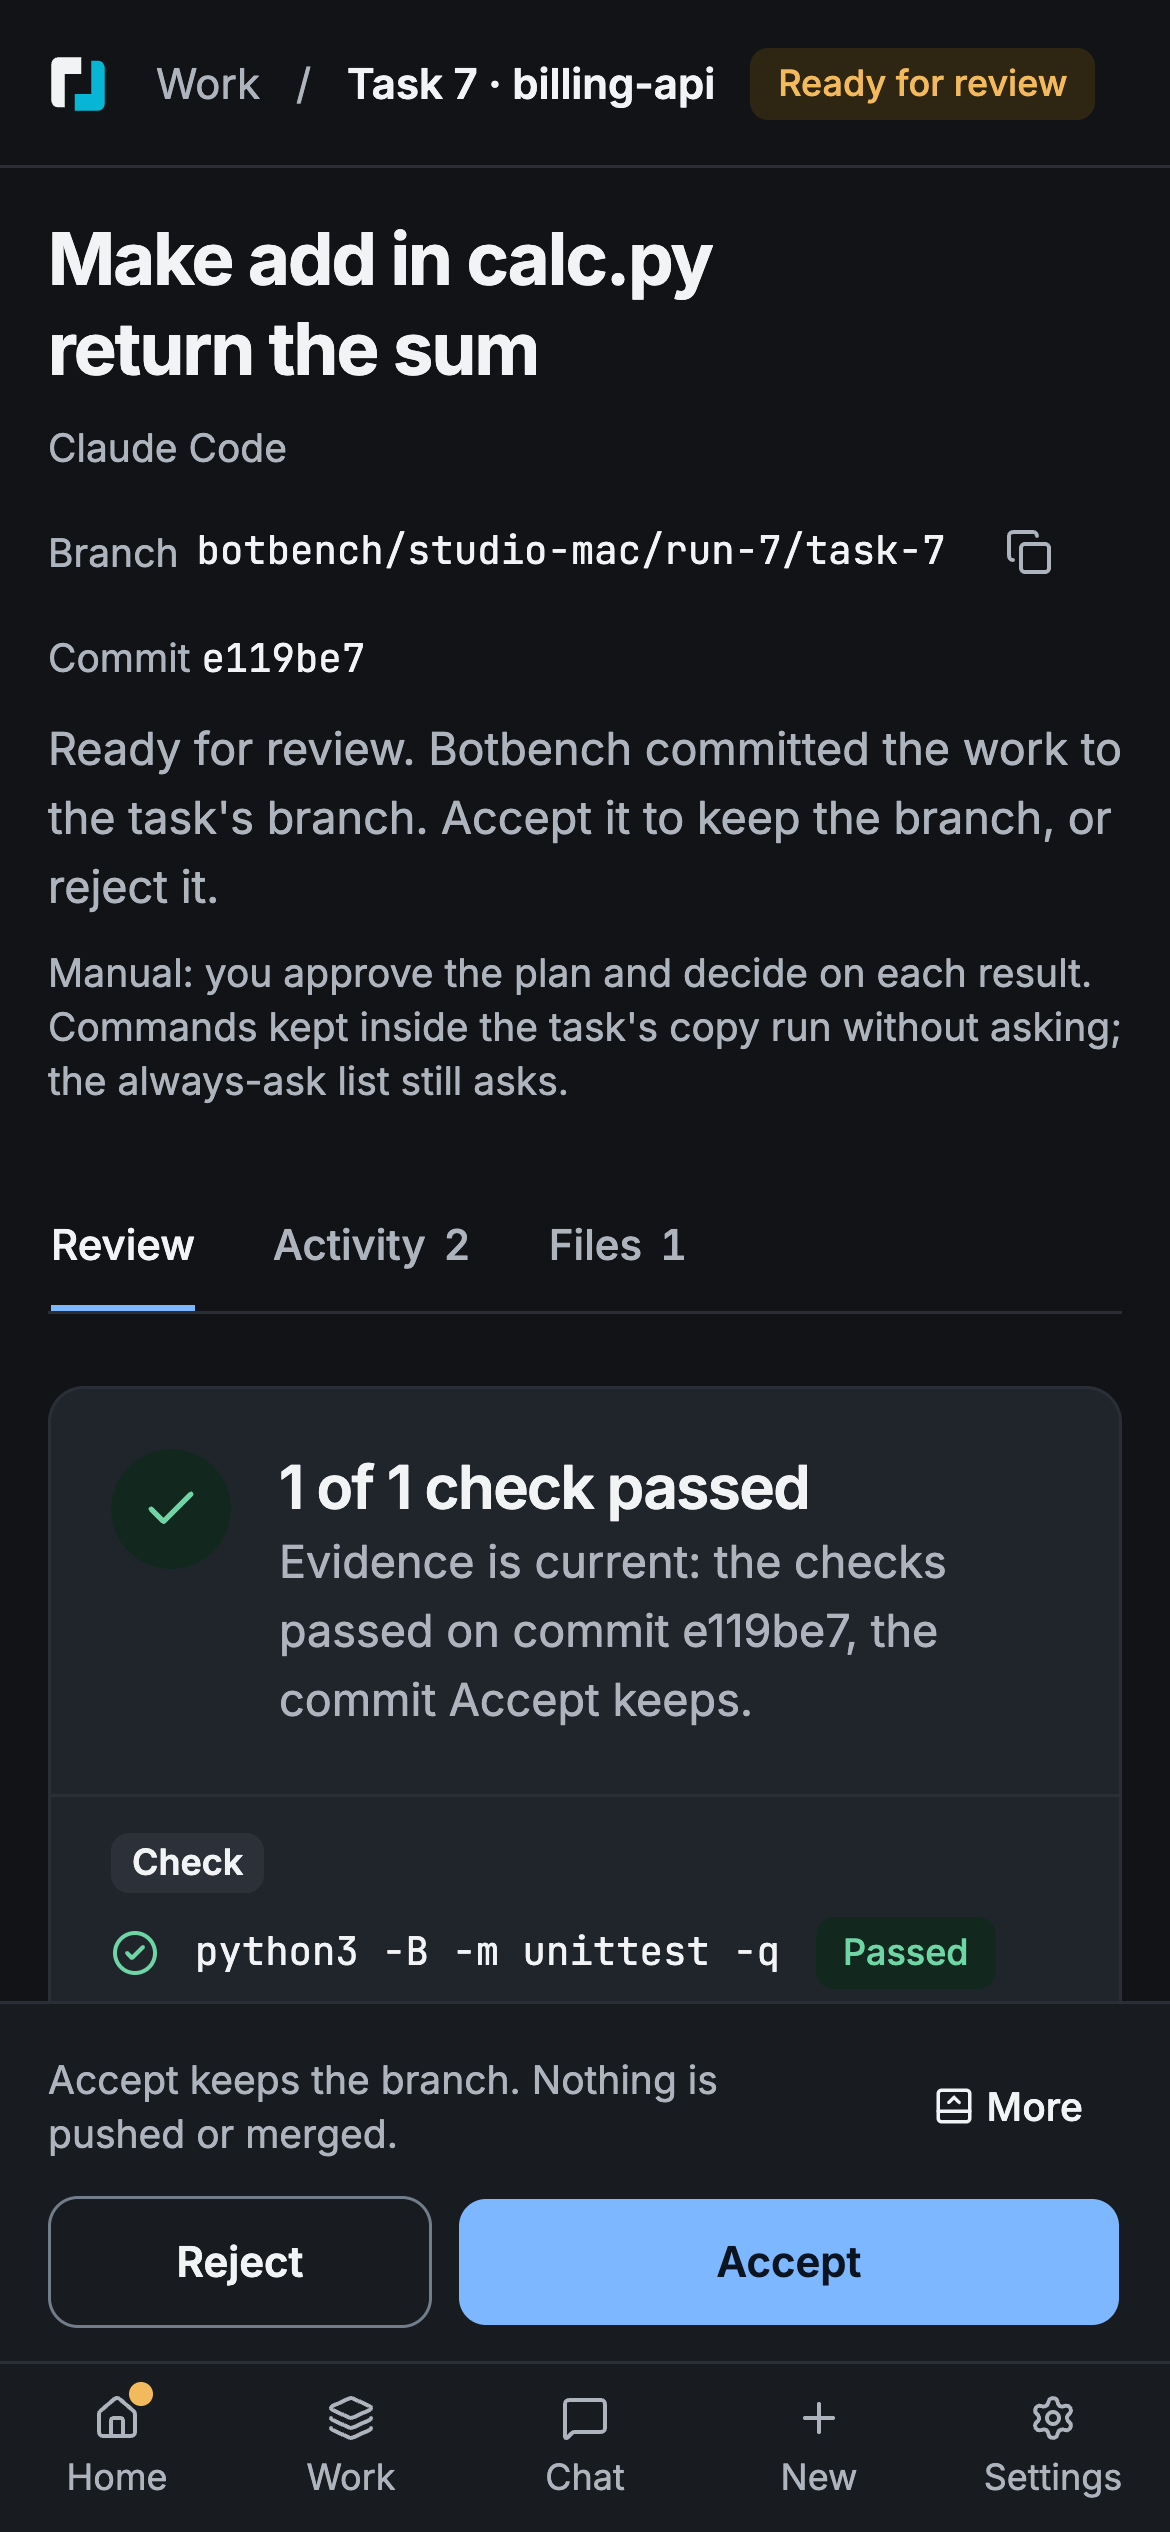 Work / Task 7 · billing-api Ready for review
Make add in calc.py
return the sum
Claude Code
Branch botbench/studio-mac/run-7/task-7
Commit e119be7
Ready for review. Botbench committed the work to
the task's branch. Accept it to keep the branch, or
reject it.
Manual: you approve the plan and decide on each result.
Commands kept inside the task's copy run without asking;
the always-ask list still asks.
Review Activity 2 Files 1
1 of 1 check passed
Evidence is current: the checks
passed on commit e119be7, the
commit Accept keeps.
Check
python3 -B -m unittest -q Passed
Accept keeps the branch. Nothing is
pushed or merged.
More
Reject Accept
Home Work Chat New Settings